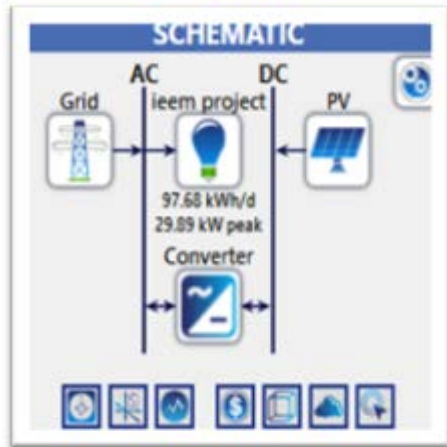 SCHEMATIC
AC DC
Grid ieem project PV
97.68 kWh/d
29.89 kW peak
Converter